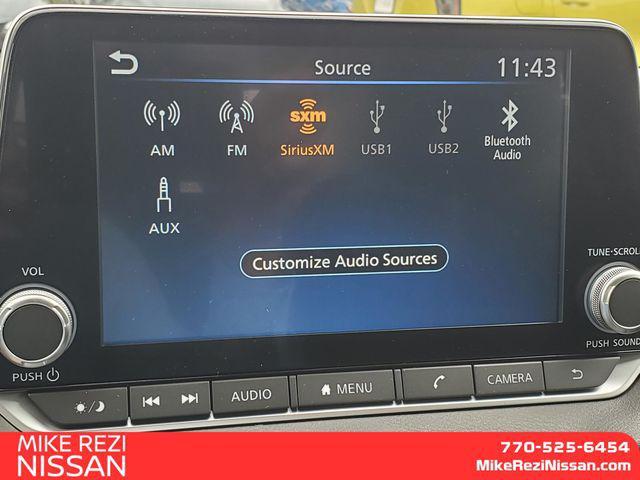 Source
11:43
AM
FM
sxm
SiriusXM
USB1
USB2
Bluetooth
Audio
AUX
Customize Audio Sources
VOL
PUSH
TUNE·SCROLL
PUSH SOUND
AUDIO
MENU
CAMERA
MIKE REZI
NISSAN
770-525-6454
MikeReziNissan.com